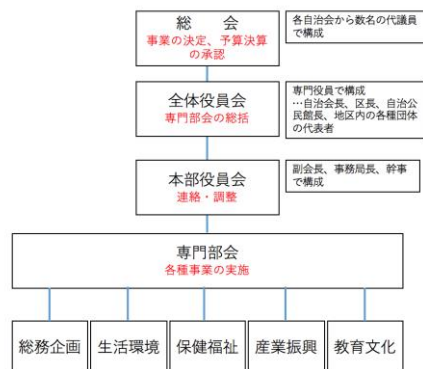 総　会
事業の決定、予算決算
の承認
各自治会から数名の代議員
で構成
全体役員会
専門部会の総括
専門役員で構成
…自治会長、区長、自治公
民館長、地区内の各種団体
の代表者
本部役員会
連絡・調整
副会長、事務局長、幹事
で構成
専門部会
各種事業の実施
総務企画
生活環境
保健福祉
産業振興
教育文化